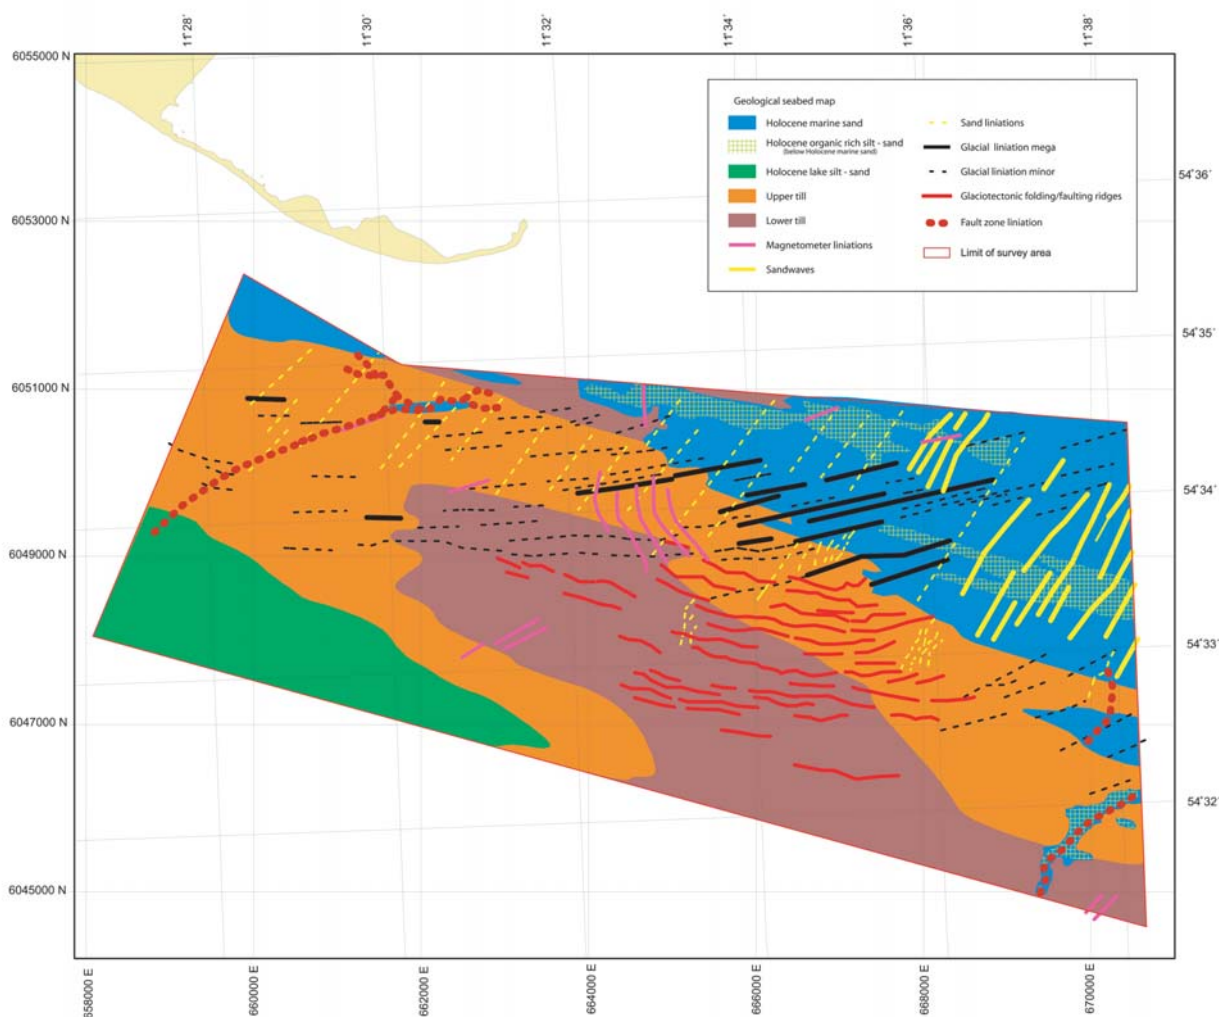 11°28´
11°30´
11°32´
11°34´
11°36´
11°38´
6055000 N
6053000 N
6051000 N
6049000 N
6047000 N
6045000 N
Geological seabed map
Holocene marine sand
Holocene organic rich silt - sand
(below Holocene marine sand)
Holocene lake silt - sand
Upper till
Lower till
Magnetometer liniations
Sandwaves
Sand liniations
Glacial liniation mega
Glacial liniation minor
Glaciotectonic folding/faulting ridges
Fault zone liniation
Limit of survey area
54°36´
54°35´
54°34´
54°33´
54°32´
658000 E
660000 E
662000 E
664000 E
666000 E
668000 E
670000 E